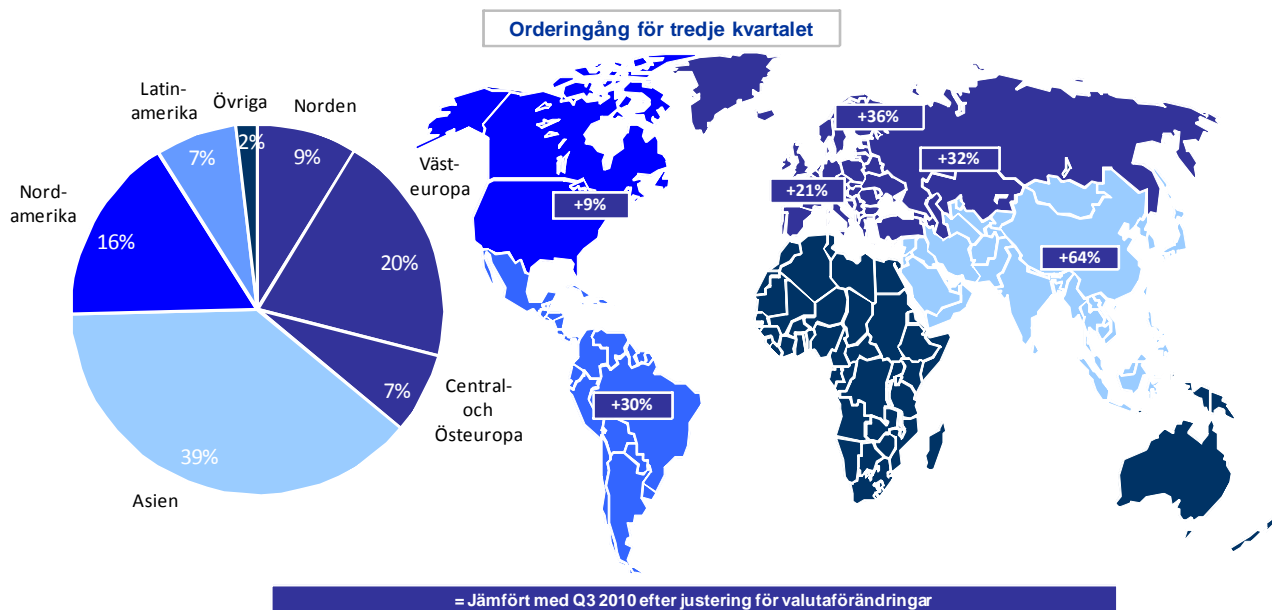 Orderingång för tredje kvartalet
Latin-
amerika
Övriga
Norden
2%
9%
7%
Väst-
europa
Nord-
amerika
16%
20%
7%
Central-
och
Östeuropa
39%
Asien
+36%
+32%
+21%
+9%
+64%
+30%
= Jämfört med Q3 2010 efter justering för valutaförändringar